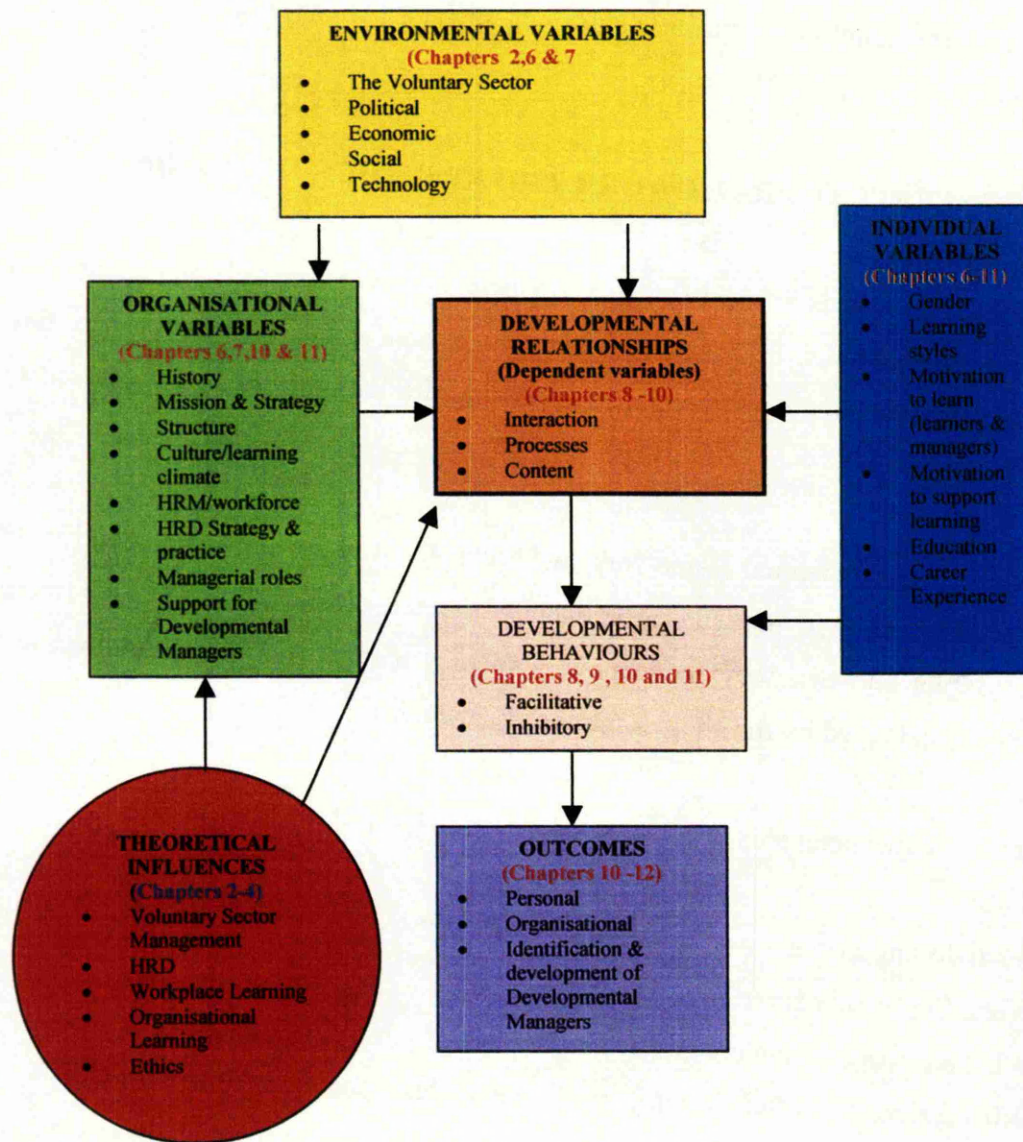 ENVIRONMENTAL VARIABLES
(Chapters 2,6 & 7
• The Voluntary Sector
• Political
• Economic
• Social
• Technology
INDIVIDUAL
VARIABLES
(Chapters 6-11)
• Gender
• Learning
styles
• Motivation
to learn
(learners &
managers)
• Motivation
to support
learning
• Education
• Career
Experience
ORGANISATIONAL
VARIABLES
(Chapters 6,7,10 & 11)
• History
• Mission & Strategy
• Structure
• Culture/learning
climate
• HRM/workforce
• HRD Strategy &
practice
• Managerial roles
• Support for
Developmental
Managers
DEVELOPMENTAL
RELATIONSHIPS
(Dependent variables)
(Chapters 8 -10)
• Interaction
• Processes
• Content
DEVELOPMENTAL
BEHAVIOURS
(Chapters 8, 9 , 10 and 11)
• Facilitative
• Inhibitory
THEORETICAL
INFLUENCES
(Chapters 2-4)
• Voluntary Sector
Management
• HRD
• Workplace Learning
• Organisational
Learning
• Ethics
OUTCOMES
(Chapters 10 -12)
• Personal
• Organisational
• Identification &
development of
Developmental
Managers